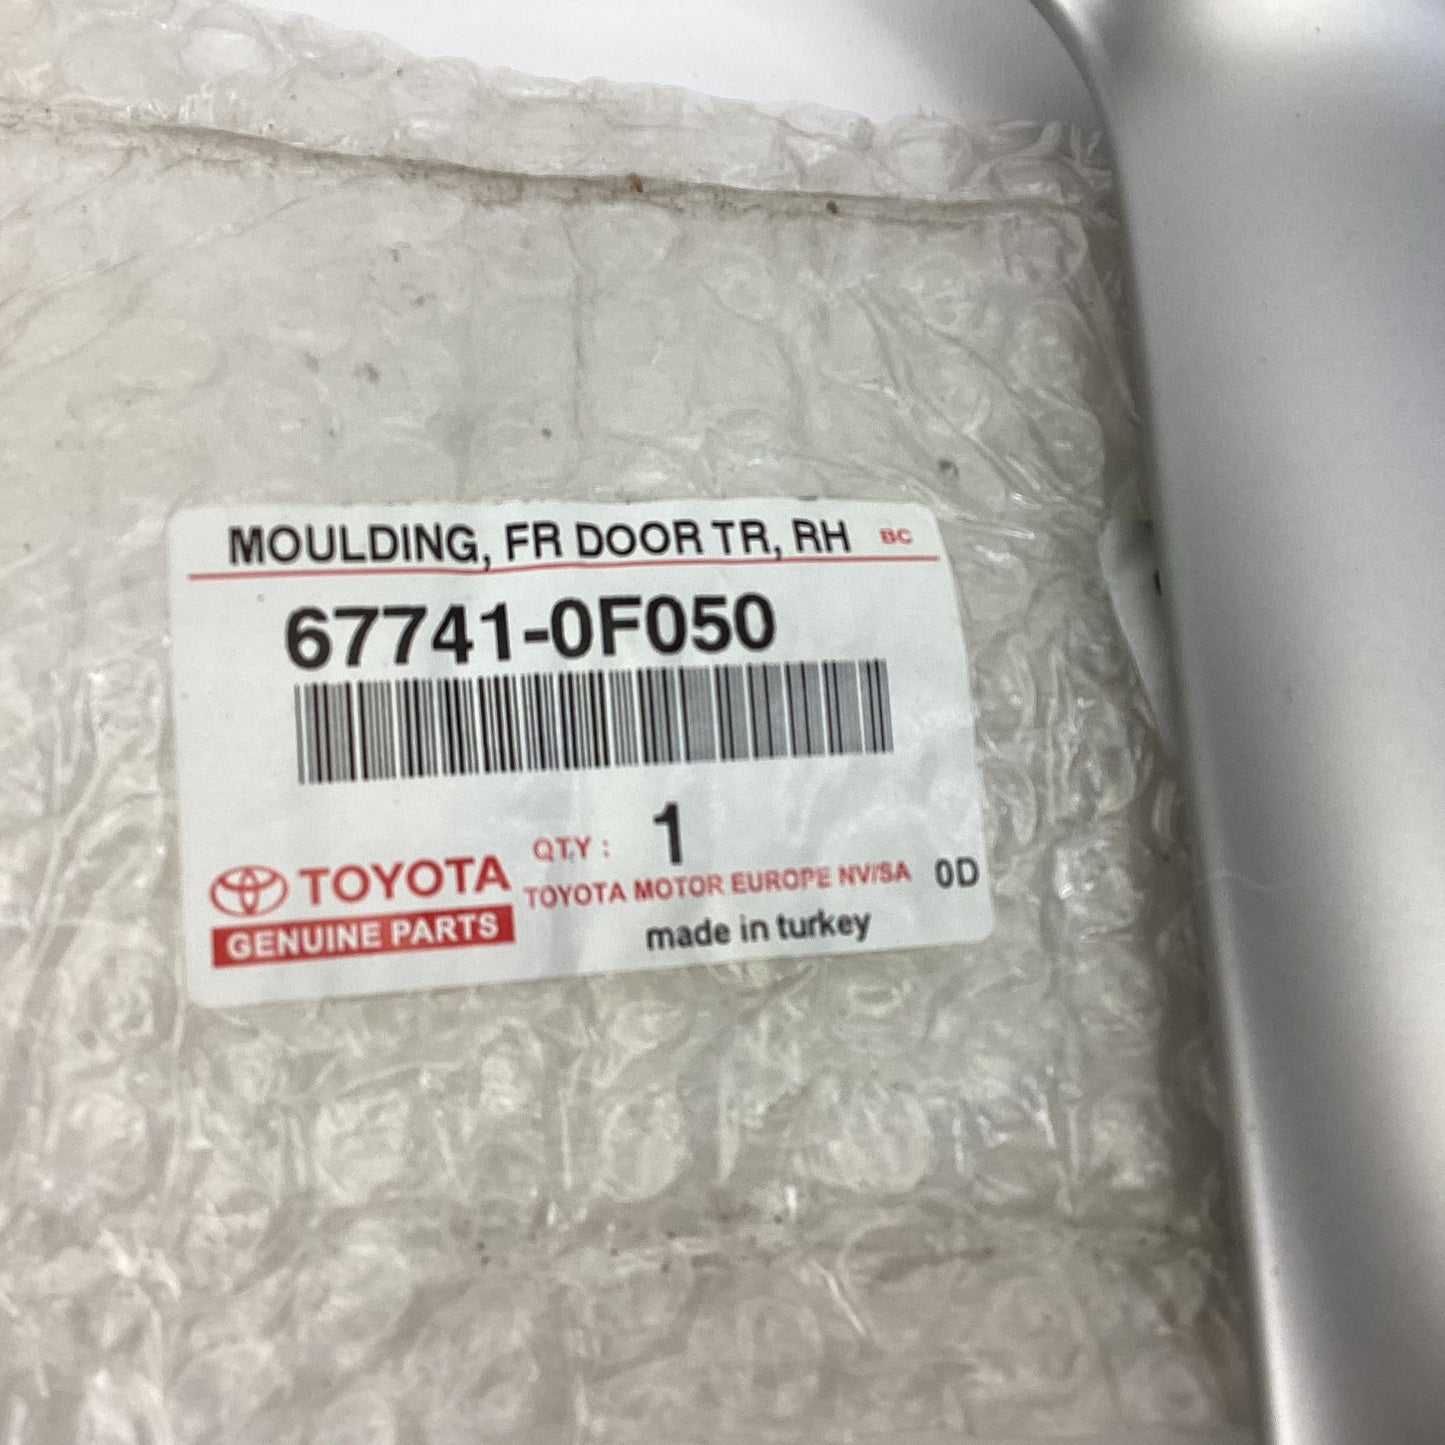 MOULDING, FR DOOR TR, RH BC
67741-0F050
QTY : 1
TOYOTA
GENUINE PARTS
TOYOTA MOTOR EUROPE NV/SA 0D
made in turkey